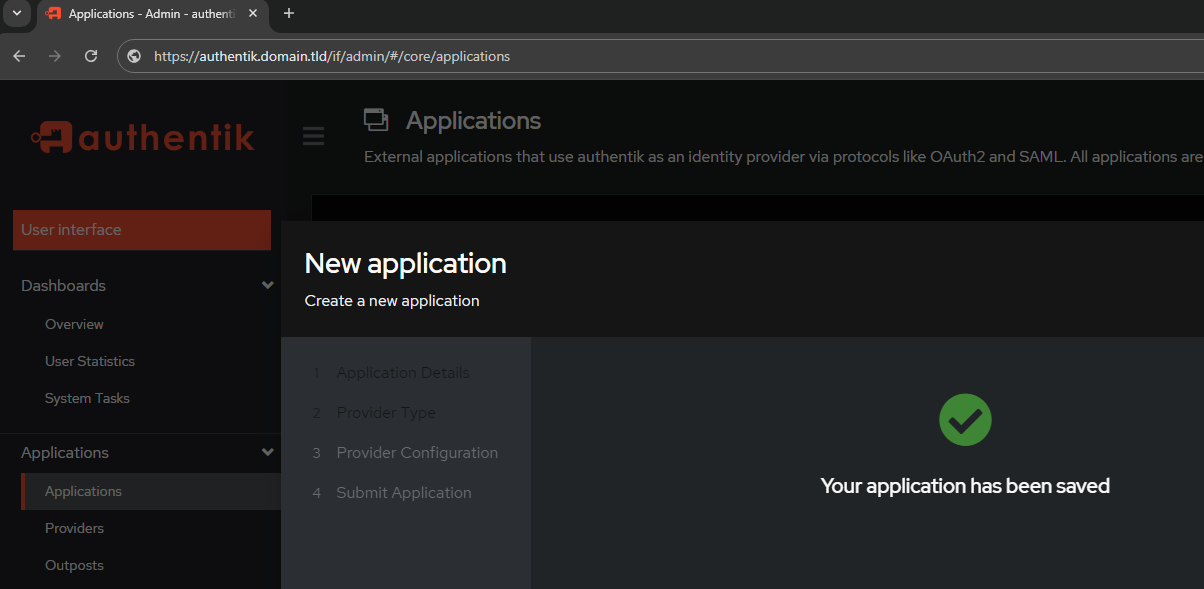 Applications - Admin - authenti
https://authentik.domain.tld/if/admin/#/core/applications
authentik
Applications
External applications that use authentik as an identity provider via protocols like OAuth2 and SAML. All applications are
User interface
Dashboards
Overview
User Statistics
System Tasks
Applications
Applications
Providers
Outposts
New application
Create a new application
1 Application Details
2 Provider Type
3 Provider Configuration
4 Submit Application
Your application has been saved